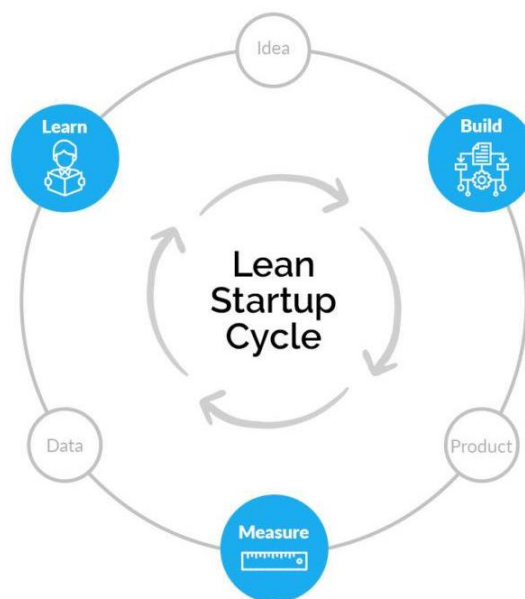 Idea
Learn
Build
Lean
Startup
Cycle
Data
Product
Measure